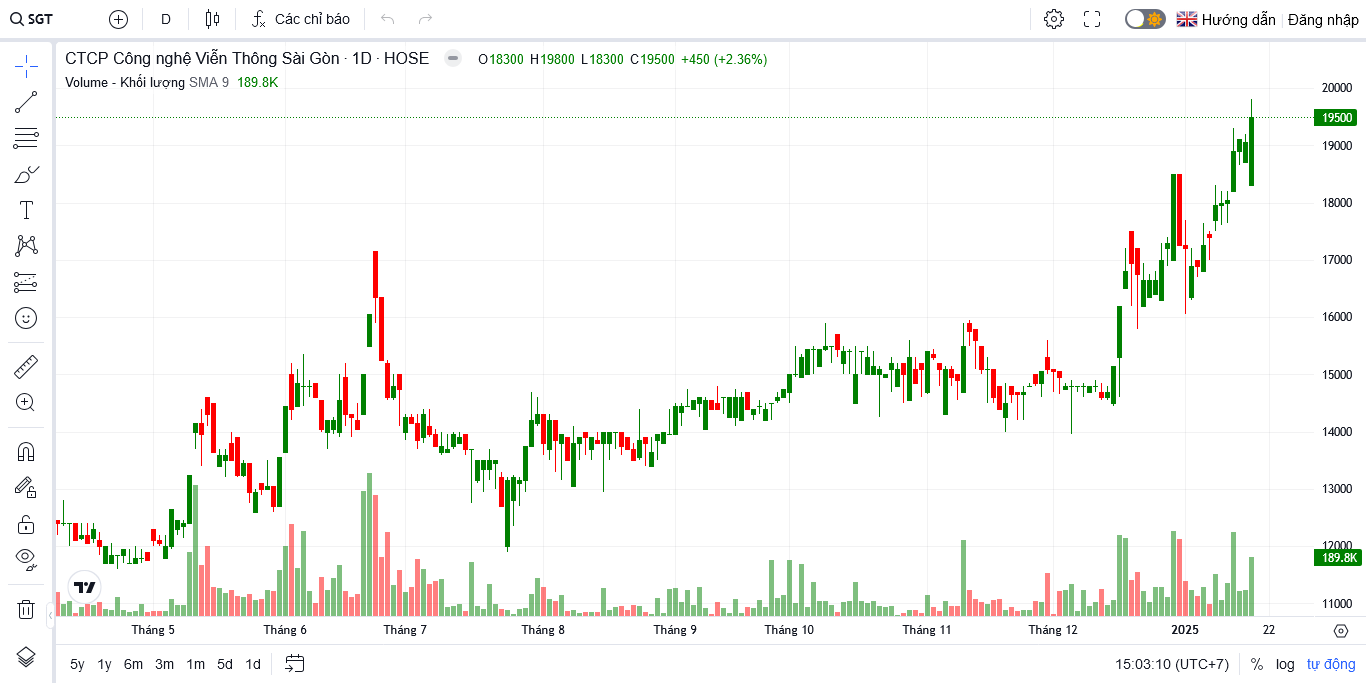 SGT D Các chỉ báo Hướng dẫn Đăng nhập
CTCP Công nghệ Viễn Thông Sài Gòn · 1D · HOSE O18300 H19800 L18300 C19500 +450 (+2.36%)
Volume - Khối lượng SMA 9 189.8K
20000
19500
19000
18000
17000
16000
15000
14000
13000
12000
189.8K
11000
Tháng 5 Tháng 6 Tháng 7 Tháng 8 Tháng 9 Tháng 10 Tháng 11 Tháng 12 2025 22
5y 1y 6m 3m 1m 5d 1d 15:03:10 (UTC+7) % log tự động